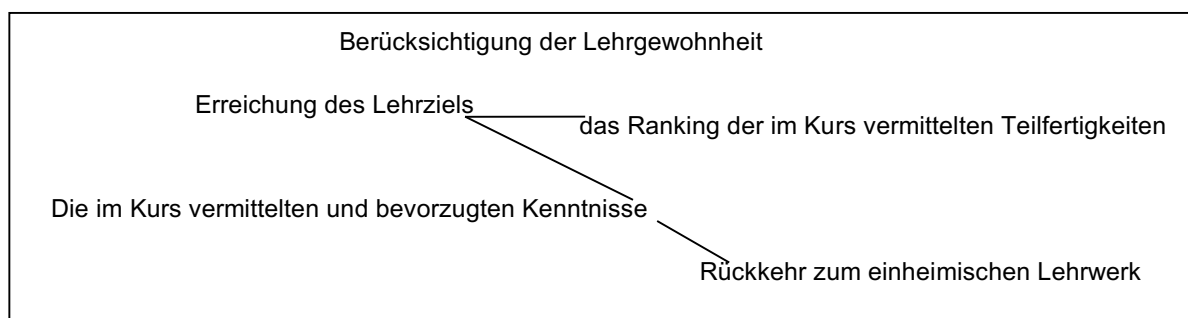 Berücksichtigung der Lehrgewohnheit
Erreichung des Lehrziels
das Ranking der im Kurs vermittelten Teilfertigkeiten
Die im Kurs vermittelten und bevorzugten Kenntnisse
Rückkehr zum einheimischen Lehrwerk